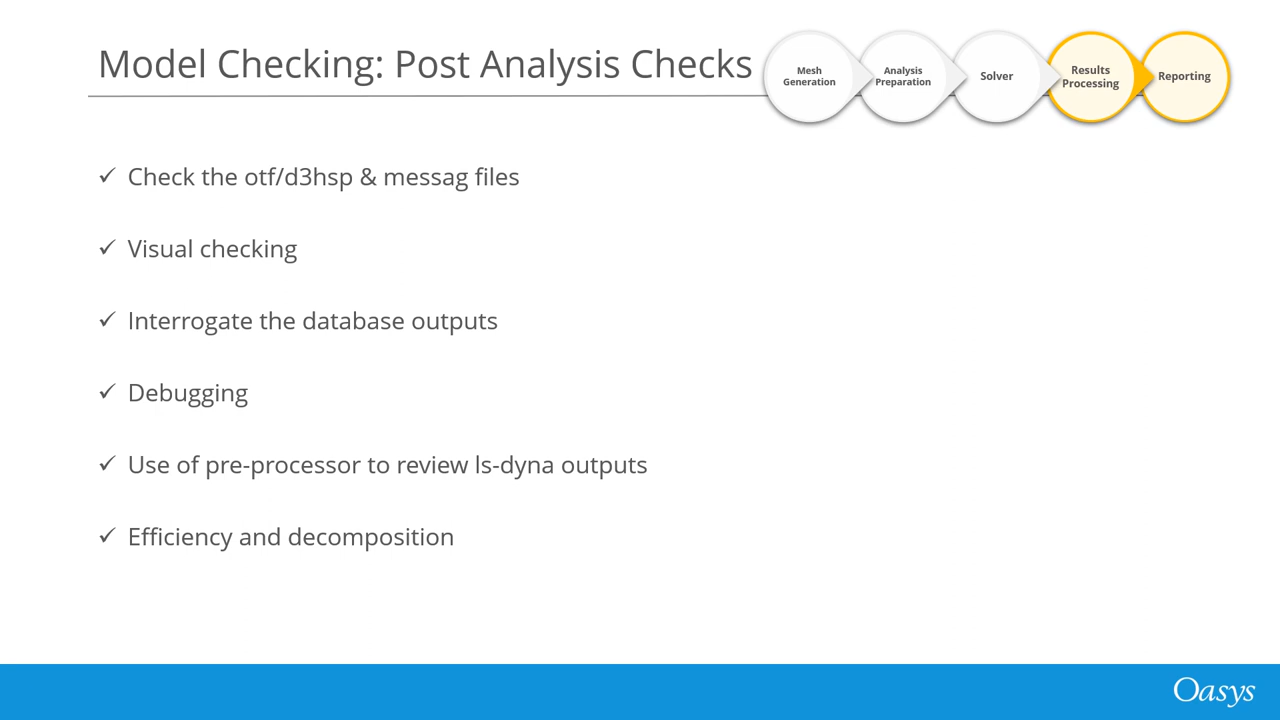 Model Checking: Post Analysis Checks
Mesh
Generation
Analysis
Preparation
Solver
Results
Processing
Reporting
✓ Check the otf/d3hsp & messag files
✓ Visual checking
✓ Interrogate the database outputs
✓ Debugging
✓ Use of pre-processor to review ls-dyna outputs
✓ Efficiency and decomposition
Oasys